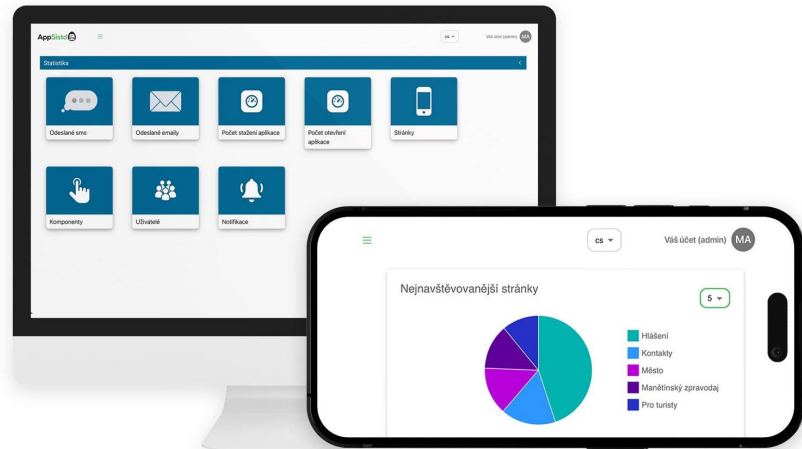 AppSisto
cs
Váš účet (admin)
MA
Statistika
Odeslané sms
Odeslané emaily
Počet stažení aplikace
Počet otevření
aplikace
Stránky
Komponenty
Uživatelé
Notifikace
cs
Váš účet (admin)
MA
Nejnavštěvovanější stránky
5
Hlášení
Kontakty
Město
Manětínský zpravodaj
Pro turisty